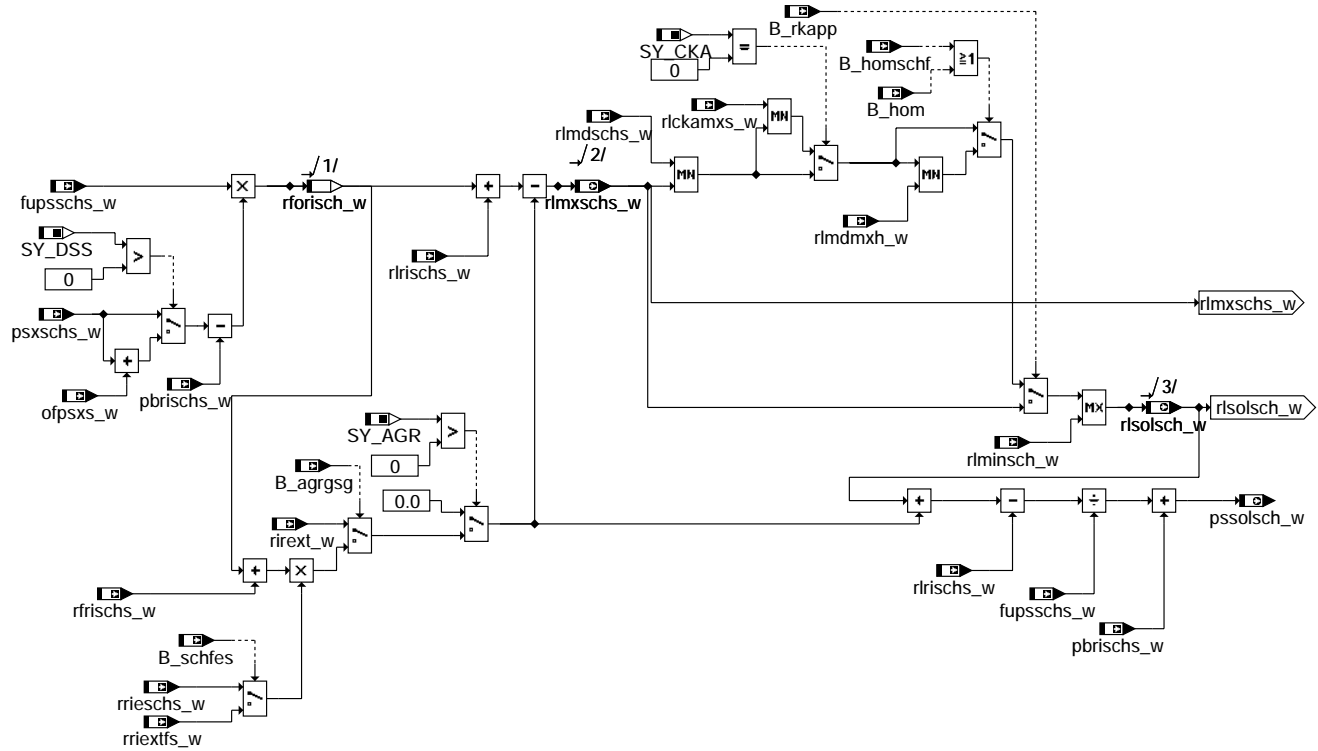 B_rkapp
SY_CKA
0
=
B_homschf
≥1
B_hom
rlckamxs_w
MN
rlmdschs_w
/ 1/
/ 2/
MN
MN
fupsschs_w
×
rforisch_w
+
-
rlmxschs_w
rlmdmxh_w
SY_DSS
0
>
rlrischs_w
psxschs_w
-
+
ofpsxs_w
pbrischs_w
rlmxschs_w
/ 3/
MX
rlsolsch_w
rlsolsch_w
rlminsch_w
SY_AGR
0
>
B_agrgsg
0.0
rirext_w
+
-
÷
+
pssolsch_w
+
×
rfrischs_w
rlrischs_w
fupsschs_w
pbrischs_w
B_schfes
rrieschs_w
rriextfs_w